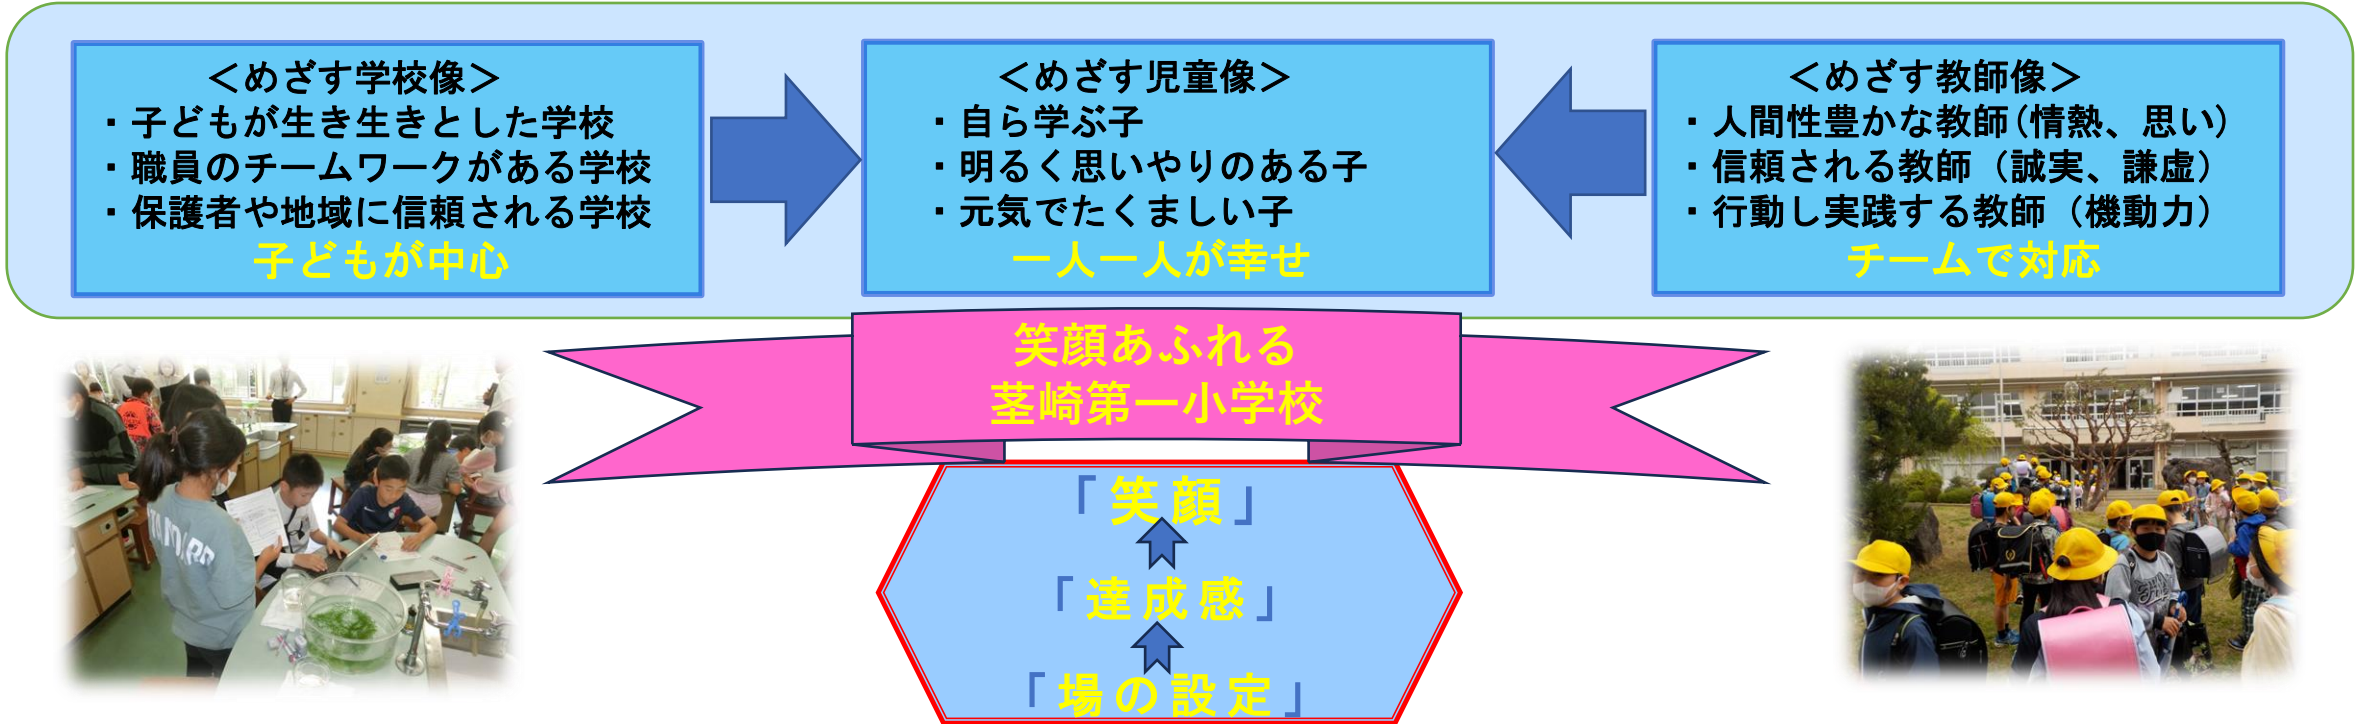 ＜めざす学校像＞
・子どもが生き生きとした学校
・職員のチームワークがある学校
・保護者や地域に信頼される学校
子どもが中心
＜めざす児童像＞
・自ら学ぶ子
・明るく思いやりのある子
・元気でたくましい子
一人一人が幸せ
＜めざす教師像＞
・人間性豊かな教師(情熱、思い)
・信頼される教師（誠実、謙虚）
・行動し実践する教師（機動力）
チームで対応
笑顔あふれる
茎崎第一小学校
「笑顔」
「達成感」
「場の設定」